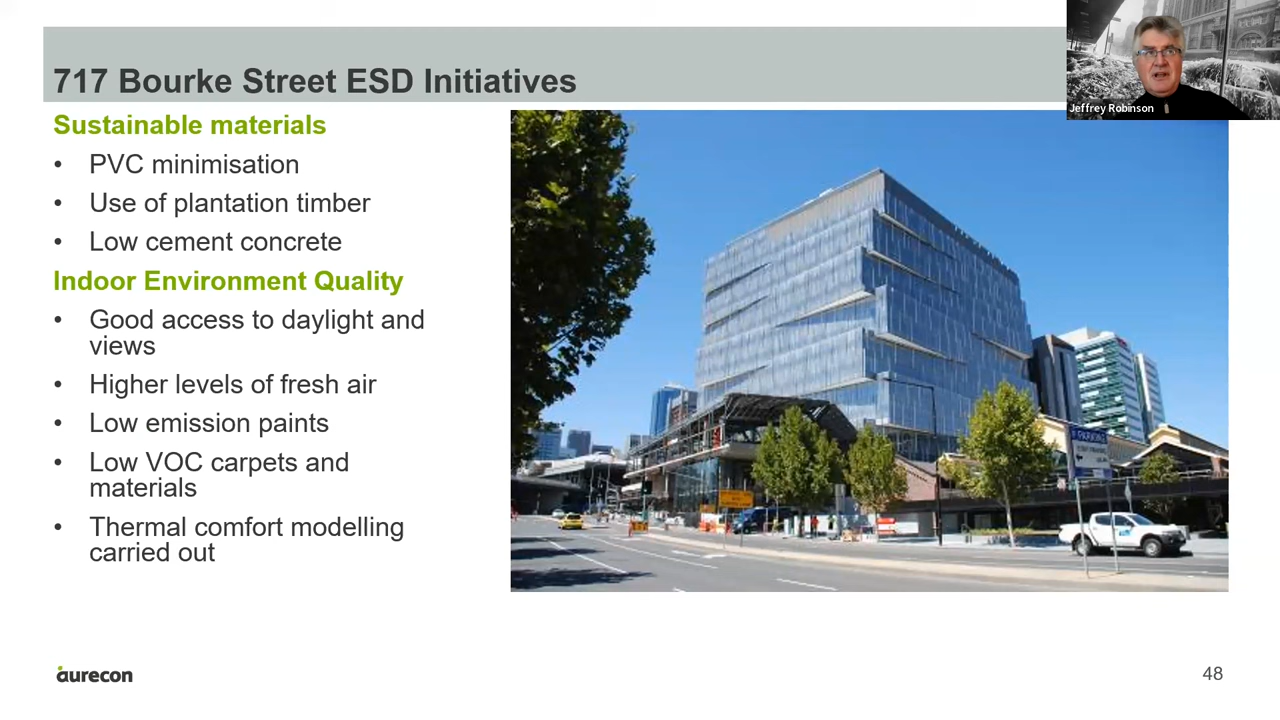 717 Bourke Street ESD Initiatives
Jeffrey Robinson
Sustainable materials
• PVC minimisation
• Use of plantation timber
• Low cement concrete
Indoor Environment Quality
• Good access to daylight and
views
• Higher levels of fresh air
• Low emission paints
• Low VOC carpets and
materials
• Thermal comfort modelling
carried out
PARKING
aurecon
48